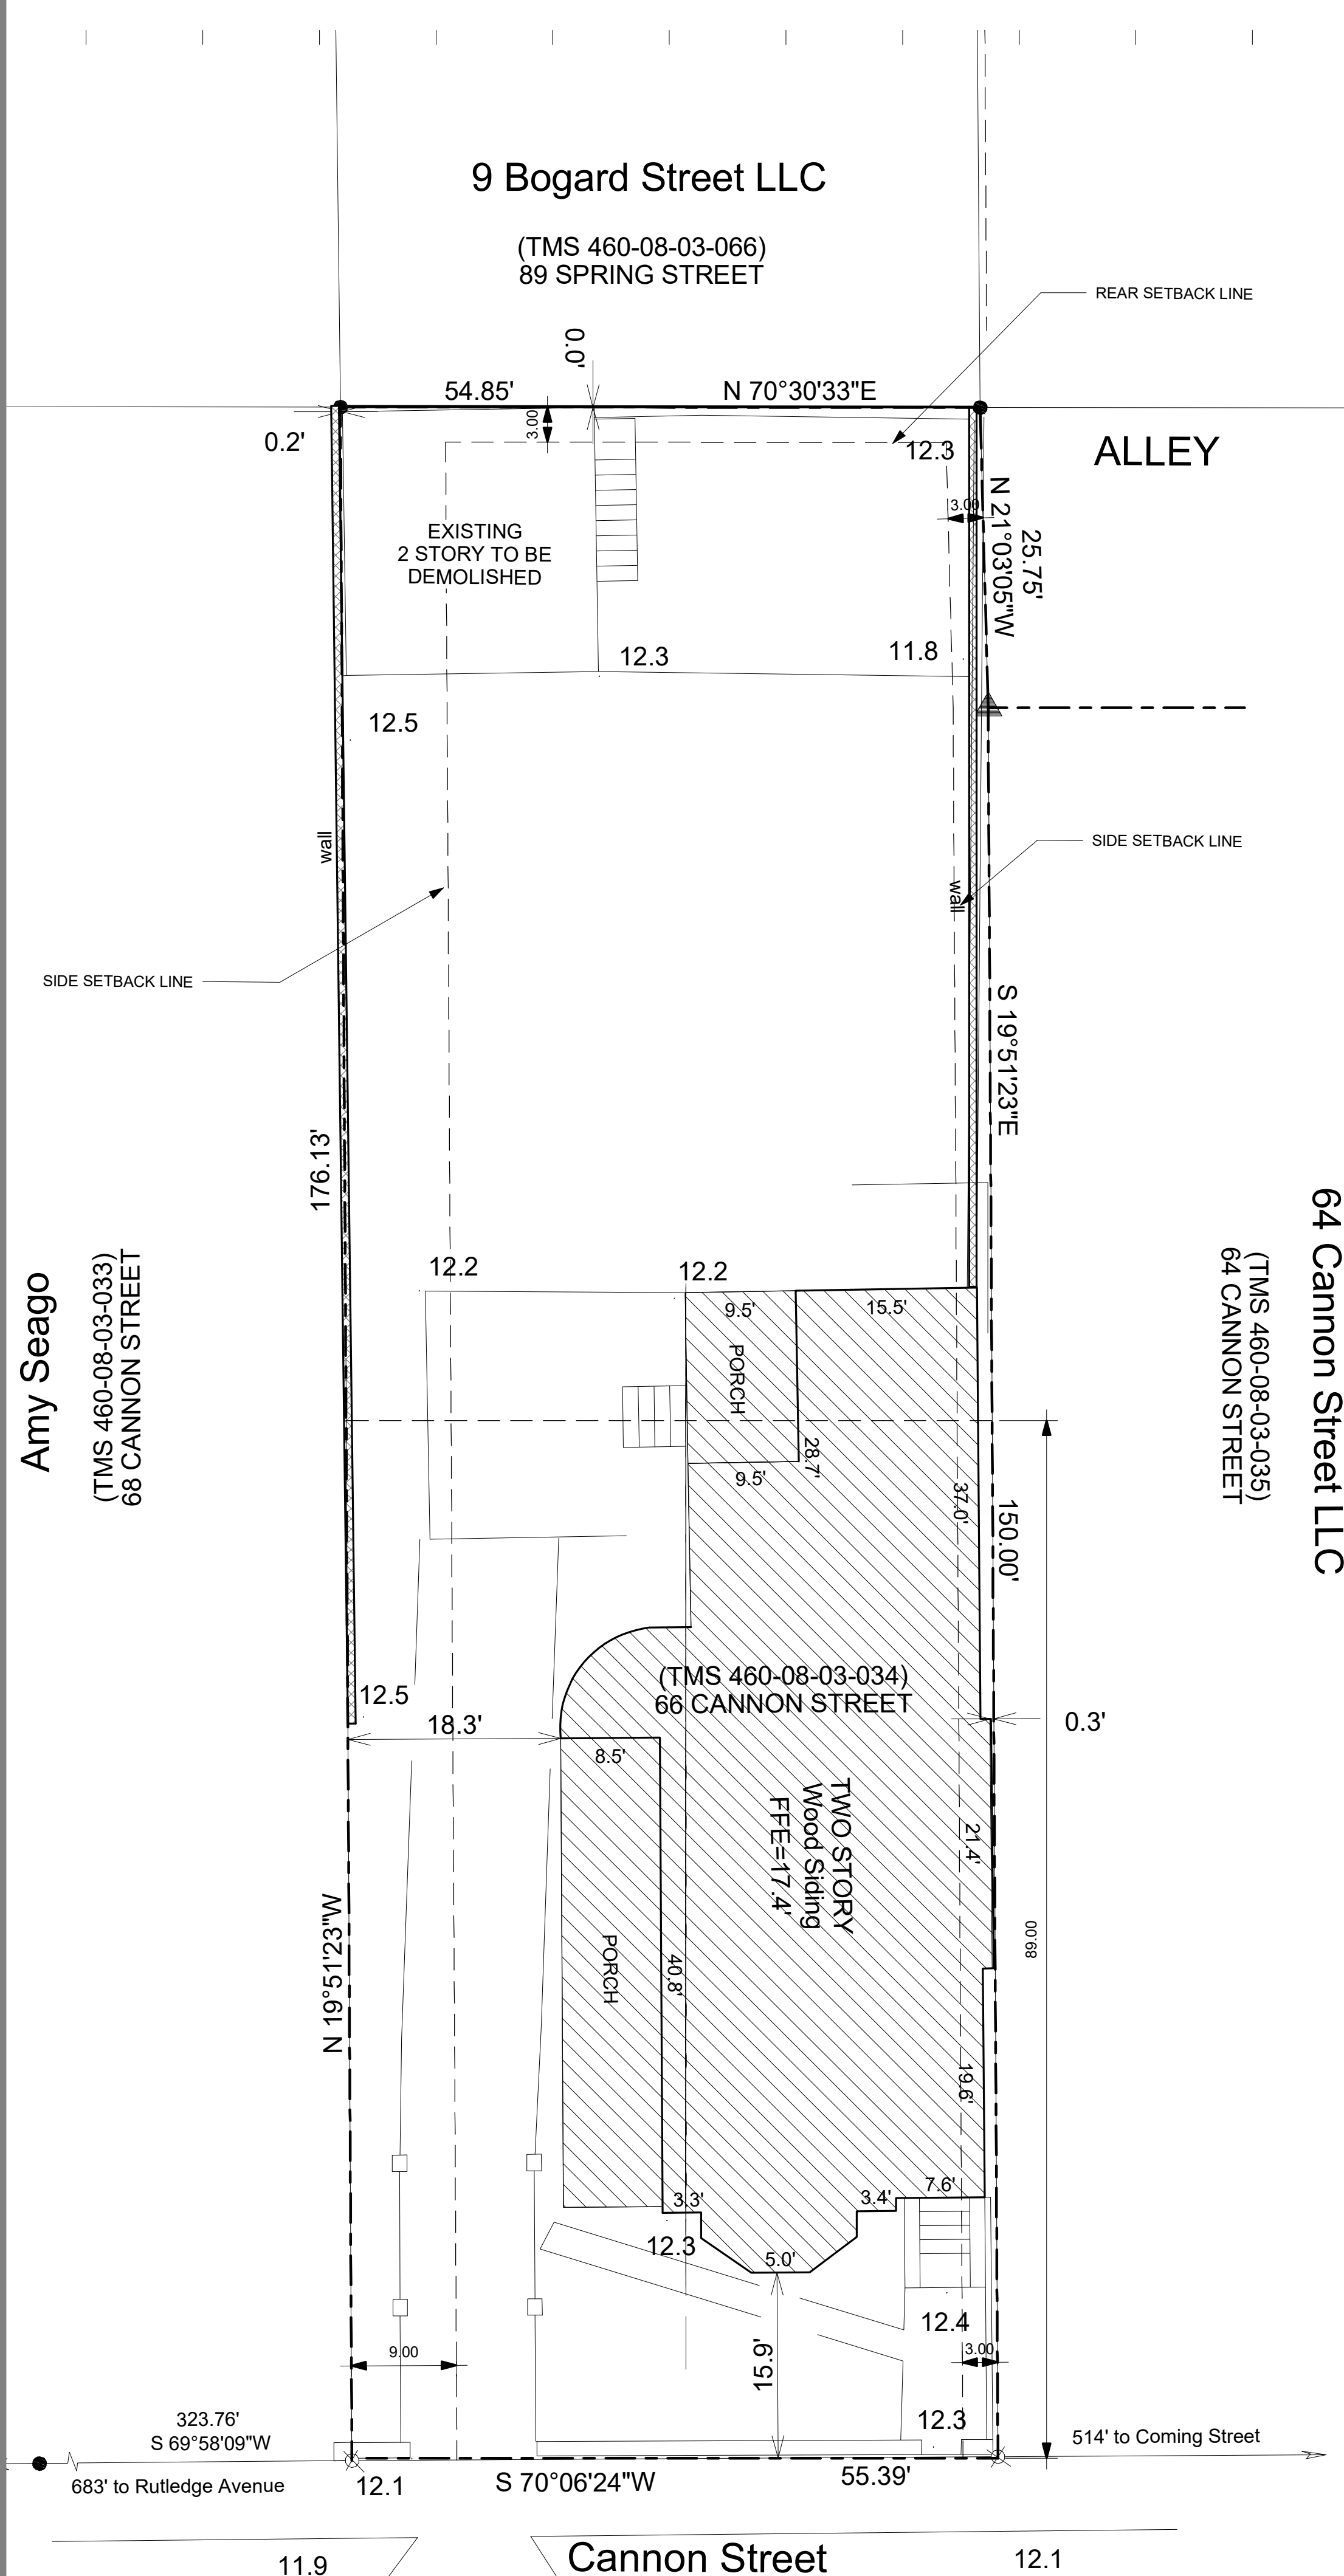 9 Bogard Street LLC
(TMS 460-08-03-066)
89 SPRING STREET
REAR SETBACK LINE
0.0'
54.85'
N 70°30'33"E
3.00
0.2'
12.3
ALLEY
3.00
N 21°03'05"W
25.75'
EXISTING
2 STORY TO BE
DEMOLISHED
12.3
11.8
12.5
wall
wall
SIDE SETBACK LINE
SIDE SETBACK LINE
S 19°51'23"E
176.13'
64 Cannon Street LLC
(TMS 460-08-03-035)
64 CANNON STREET
Amy Seago
(TMS 460-08-03-033)
68 CANNON STREET
12.2
12.2
9.5'
15.5'
PORCH
28.7'
9.5'
37.0'
150.00'
(TMS 460-08-03-034)
66 CANNON STREET
12.5
18.3'
0.3'
8.5'
TWO STORY
Wood Siding
FFE=17.4'
21.4'
89.00
PORCH
40.8'
N 19°51'23"W
19.6'
7.6'
3.3'
3.4'
12.3
5.0'
12.4
15.9'
9.00
3.00
12.3
323.76'
S 69°58'09"W
514' to Coming Street
683' to Rutledge Avenue
12.1
S 70°06'24"W
55.39'
Cannon Street
11.9
12.1